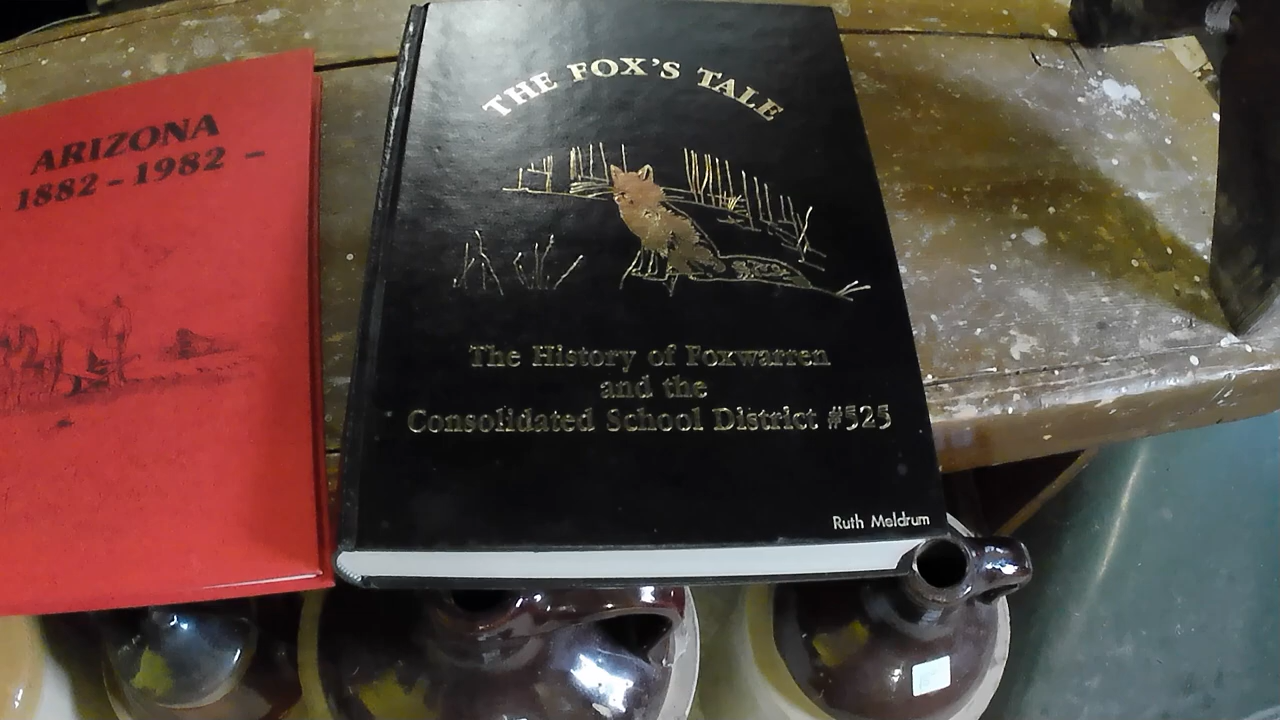 ARIZONA
1882 - 1982 -
THE FOX'S TALE
The History of Foxwarren
and the
Consolidated School District #525
Ruth Meldrum